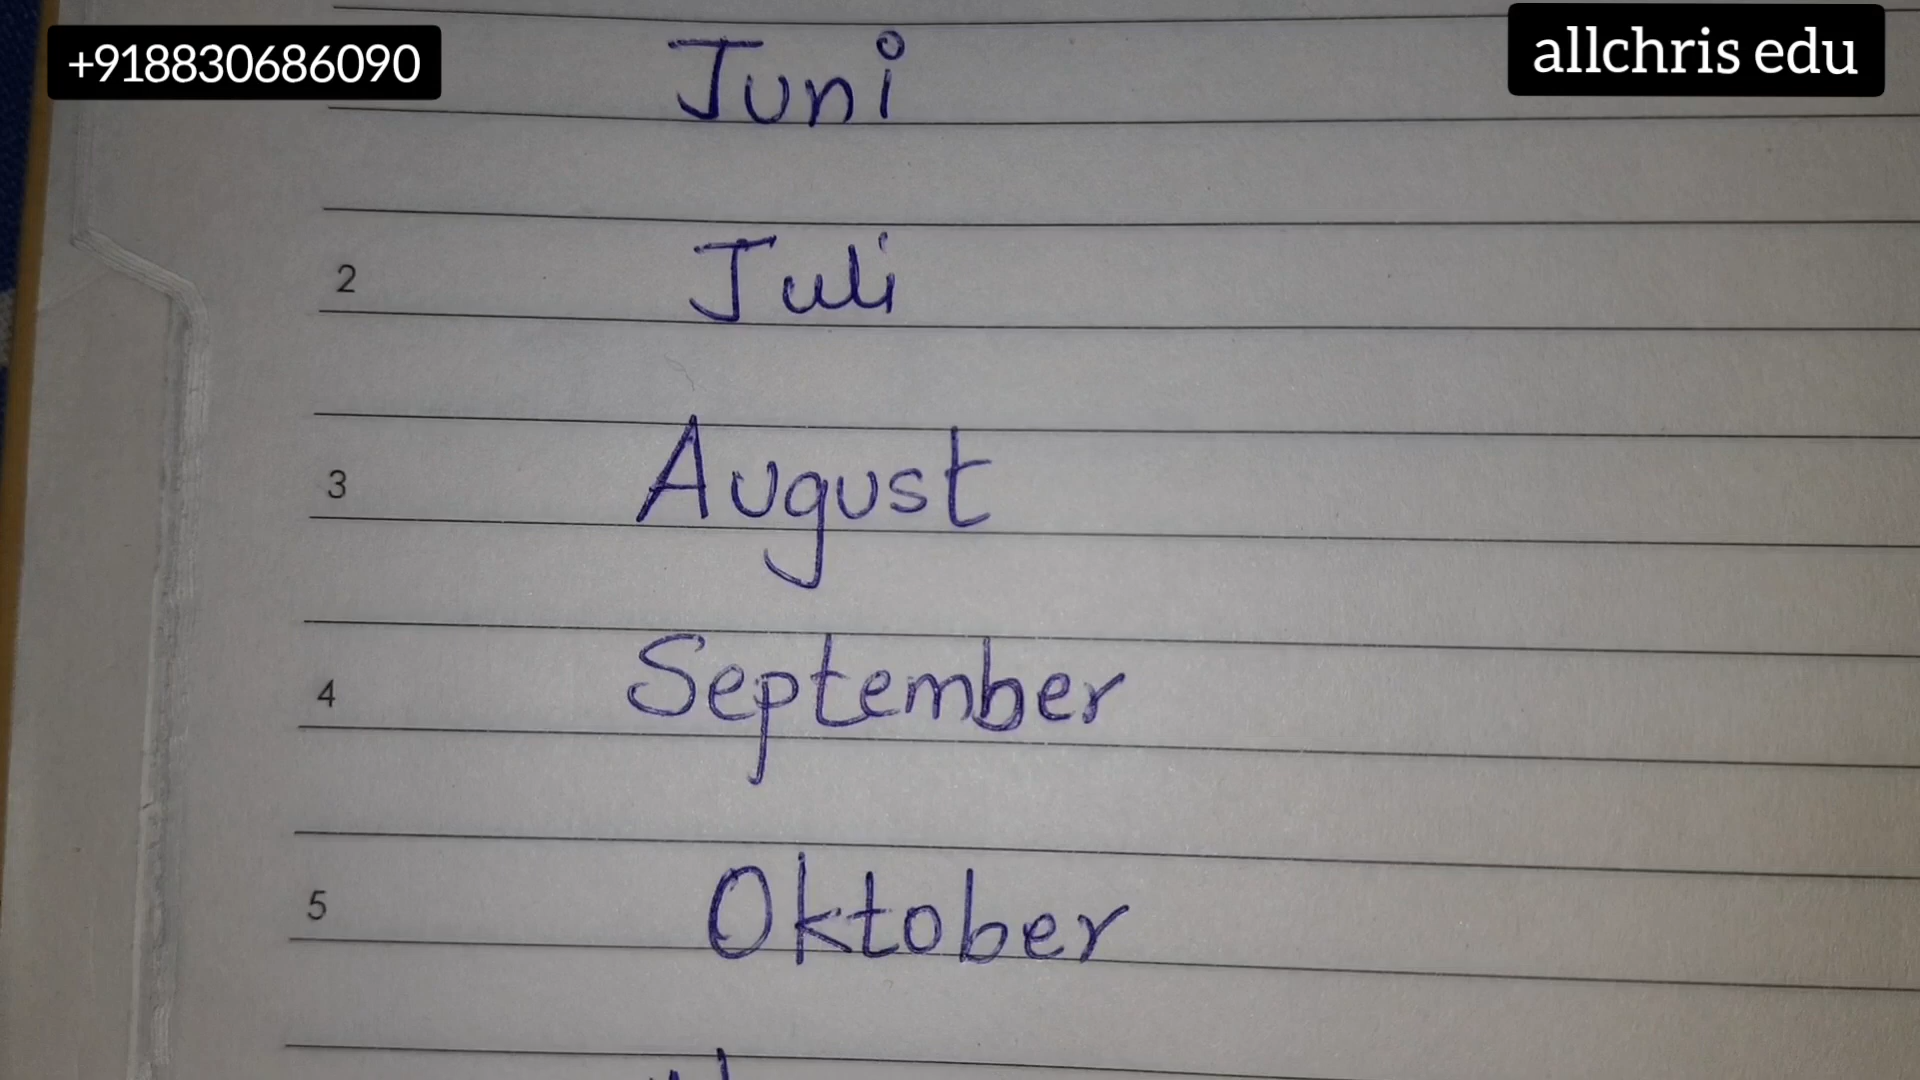 +918830686090
allchris edu
Juni
2 Juli
3 August
4 September
5 Oktober